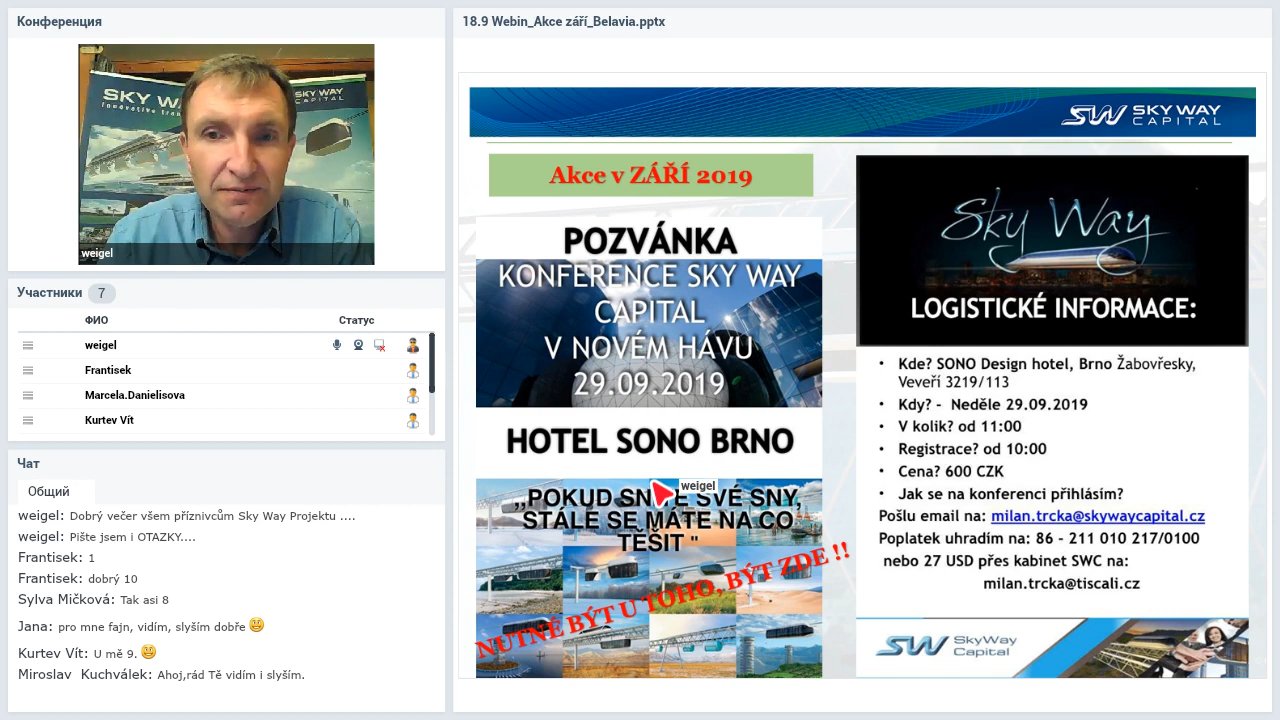 Конференция
SKY WAY
CAPITAL
weigel
Участники 7
ФИО Статус
weigel
Frantisek
Marcela.Danielisova
Kurtev Vít
Чат
Общий
weigel: Dobrý večer všem příznivcům Sky Way Projektu ....
weigel: Pište jsem i OTAZKY....
Frantisek: 1
Frantisek: dobrý 10
Sylva Mičková: Tak asi 8
Jana: pro mne fajn, vidím, slyším dobře
Kurtev Vít: U mě 9.
Miroslav Kuchválek: Ahoj,rád Tě vidím i slyším.
18.9 Webin_Akce září_Belavia.pptx
SW SKY WAY
CAPITAL
Akce v ZÁŘÍ 2019
POZVÁNKA
KONFERENCE SKY WAY
CAPITAL
V NOVÉM HÁVU
29.09.2019
HOTEL SONO BRNO
weigel
,,POKUD SNÍTE SVÉ SNY,
STÁLE SE MÁTE NA CO
TĚŠIT "
NUTNÉ BÝT U TOHO, BÝT ZDE !!
Sky Way
LOGISTICKÉ INFORMACE:
• Kde? SONO Design hotel, Brno Žabovřesky,
Veveří 3219/113
• Kdy? - Neděle 29.09.2019
• V kolik? od 11:00
• Registrace? od 10:00
• Cena? 600 CZK
• Jak se na konferenci přihlásím?
Pošlu email na: milan.trcka@skywaycapital.cz
Poplatek uhradím na: 86 - 211 010 217/0100
nebo 27 USD přes kabinet SWC na:
milan.trcka@tiscali.cz
SW SkyWay
Capital